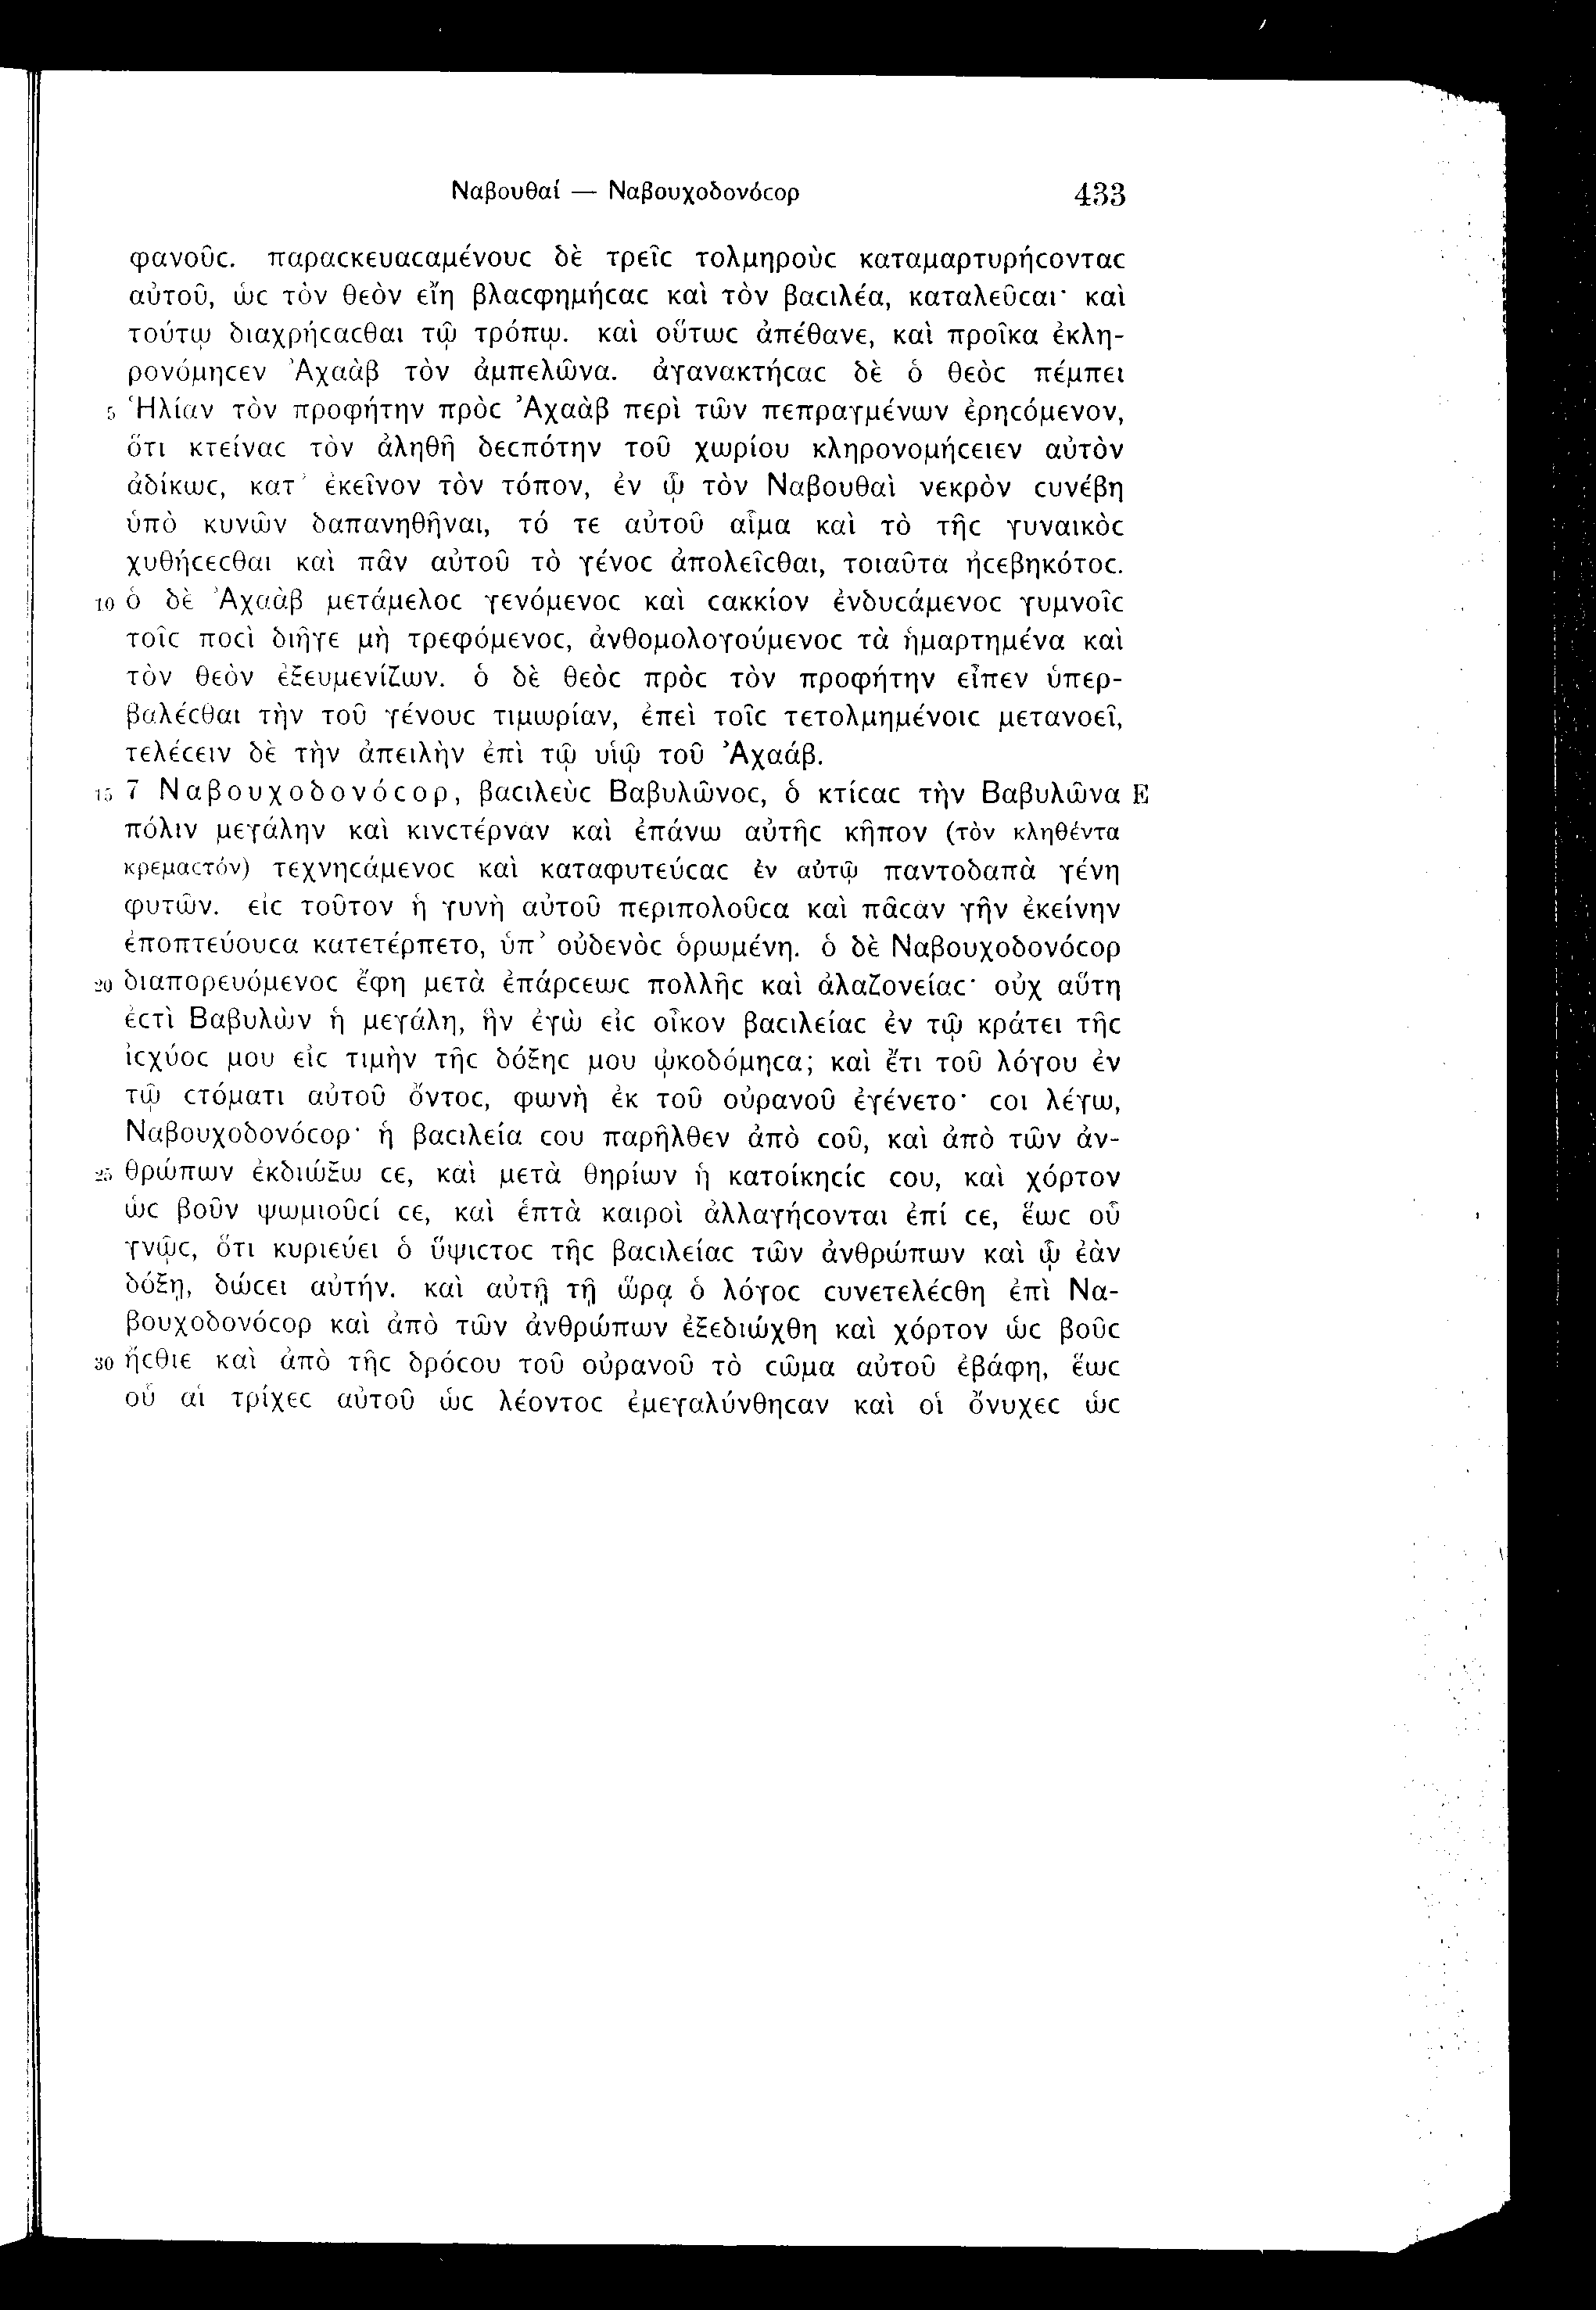 Ναβουθαί — Ναβουχοδονόϲορ 433
φανοῦϲ. παραϲκευαϲαμένουϲ δὲ τρεῖϲ τολμηροὺϲ καταμαρτυρήϲονταϲ
αὐτοῦ, ὡϲ τὸν θεὸν εἴη βλαϲφημήϲαϲ καὶ τὸν βαϲιλέα, καταλεῦϲαι· καὶ
τούτῳ διαχρήϲαϲθαι τῷ τρόπῳ. καὶ οὕτωϲ ἀπέθανε, καὶ προῖκα ἐκλη-
ρονόμηϲεν Ἀχαὰβ τὸν ἀμπελῶνα. ἀγανακτήϲαϲ δὲ ὁ θεὸϲ πέμπει
5 Ἡλίαν τὸν προφήτην πρὸϲ Ἀχαὰβ περὶ τῶν πεπραγμένων ἐρηϲόμενον,
ὅτι κτείναϲ τὸν ἀληθῆ δεϲπότην τοῦ χωρίου κληρονομήϲειεν αὐτὸν
ἀδίκωϲ, κατ’ ἐκεῖνον τὸν τόπον, ἐν ᾧ τὸν Ναβουθαὶ νεκρὸν ϲυνέβη
ὑπὸ κυνῶν δαπανηθῆναι, τό τε αὐτοῦ αἷμα καὶ τὸ τῆϲ γυναικὸϲ
χυθήϲεϲθαι καὶ πᾶν αὐτοῦ τὸ γένοϲ ἀπολεῖϲθαι, τοιαῦτα ἠϲεβηκότοϲ.
10 ὁ δὲ Ἀχαὰβ μετάμελοϲ γενόμενοϲ καὶ ϲακκίον ἐνδυϲάμενοϲ γυμνοῖϲ
τοῖϲ ποϲὶ διῆγε μὴ τρεφόμενοϲ, ἀνθομολογούμενοϲ τὰ ἡμαρτημένα καὶ
τὸν θεὸν ἐξευμενίζων. ὁ δὲ θεὸϲ πρὸϲ τὸν προφήτην εἶπεν ὑπερ-
βαλέϲθαι τὴν τοῦ γένουϲ τιμωρίαν, ἐπεὶ τοῖϲ τετολμημένοιϲ μετανοεῖ,
τελέϲειν δὲ τὴν ἀπειλὴν ἐπὶ τῷ υἱῷ τοῦ Ἀχαάβ.
15 7 Ναβουχοδονόϲορ, βαϲιλεὺϲ Βαβυλῶνοϲ, ὁ κτίϲαϲ τὴν Βαβυλῶνα E
πόλιν μεγάλην καὶ κινϲτέρναν καὶ ἐπάνω αὐτῆϲ κῆπον (τὸν κληθέντα
κρεμαϲτόν) τεχνηϲάμενοϲ καὶ καταφυτεύϲαϲ ἐν αὐτῷ παντοδαπὰ γένη
φυτῶν. εἰϲ τοῦτον ἡ γυνὴ αὐτοῦ περιπολοῦϲα καὶ πᾶϲαν γῆν ἐκείνην
ἐποπτεύουϲα κατετέρπετο, ὑπ’ οὐδενὸϲ ὁρωμένη. ὁ δὲ Ναβουχοδονόϲορ
20 διαπορευόμενοϲ ἔφη μετὰ ἐπάρϲεωϲ πολλῆϲ καὶ ἀλαζονείαϲ· οὐχ αὕτη
ἐϲτὶ Βαβυλὼν ἡ μεγάλη, ἣν ἐγὼ εἰϲ οἶκον βαϲιλείαϲ ἐν τῷ κράτει τῆϲ
ἰϲχύοϲ μου εἰϲ τιμὴν τῆϲ δόξηϲ μου ᾠκοδόμηϲα; καὶ ἔτι τοῦ λόγου ἐν
τῷ ϲτόματι αὐτοῦ ὄντοϲ, φωνὴ ἐκ τοῦ οὐρανοῦ ἐγένετο· ϲοι λέγω,
Ναβουχοδονόϲορ· ἡ βαϲιλεία ϲου παρῆλθεν ἀπὸ ϲοῦ, καὶ ἀπὸ τῶν ἀν-
25 θρώπων ἐκδιώξω ϲε, καὶ μετὰ θηρίων ἡ κατοίκηϲίϲ ϲου, καὶ χόρτον
ὡϲ βοῦν ψωμιοῦϲί ϲε, καὶ ἑπτὰ καιροὶ ἀλλαγήϲονται ἐπί ϲε, ἕωϲ οὗ
γνῷϲ, ὅτι κυριεύει ὁ ὕψιϲτοϲ τῆϲ βαϲιλείαϲ τῶν ἀνθρώπων καὶ ᾧ ἐὰν
δόξῃ, δώϲει αὐτήν. καὶ αὐτῇ τῇ ὥρᾳ ὁ λόγοϲ ϲυνετελέϲθη ἐπὶ Να-
βουχοδονόϲορ καὶ ἀπὸ τῶν ἀνθρώπων ἐξεδιώχθη καὶ χόρτον ὡϲ βοῦϲ
30 ἤϲθιε καὶ ἀπὸ τῆϲ δρόϲου τοῦ οὐρανοῦ τὸ ϲῶμα αὐτοῦ ἐβάφη, ἕωϲ
οὗ αἱ τρίχεϲ αὐτοῦ ὡϲ λέοντοϲ ἐμεγαλύνθηϲαν καὶ οἱ ὄνυχεϲ ὡϲ